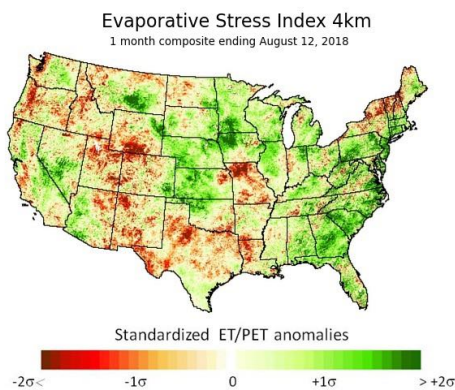 Evaporative Stress Index 4km
1 month composite ending August 12, 2018
Standardized ET/PET anomalies
-2σ< -1σ 0 +1σ > +2σ